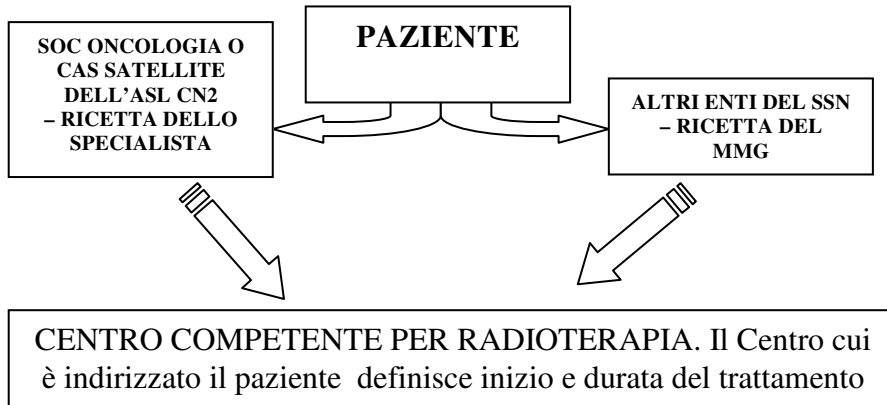 PAZIENTE
SOC ONCOLOGIA O
CAS SATELLITE
DELL'ASL CN2
– RICETTA DELLO
SPECIALISTA
ALTRI ENTI DEL SSN
– RICETTA DEL
MMG
CENTRO COMPETENTE PER RADIOTERAPIA. Il Centro cui
è indirizzato il paziente definisce inizio e durata del trattamento